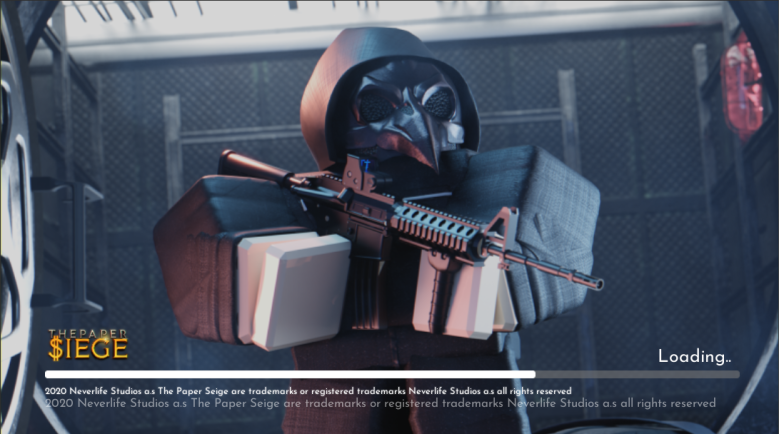 THEPAPER
$IEGE
Loading..
2020 Neverlife Studios a.s The Paper Seige are trademarks or registered trademarks Neverlife Studios a.s all rights reserved
2020 Neverlife Studios a.s The Paper Seige are trademarks or registered trademarks Neverlife Studios a.s all rights reserved